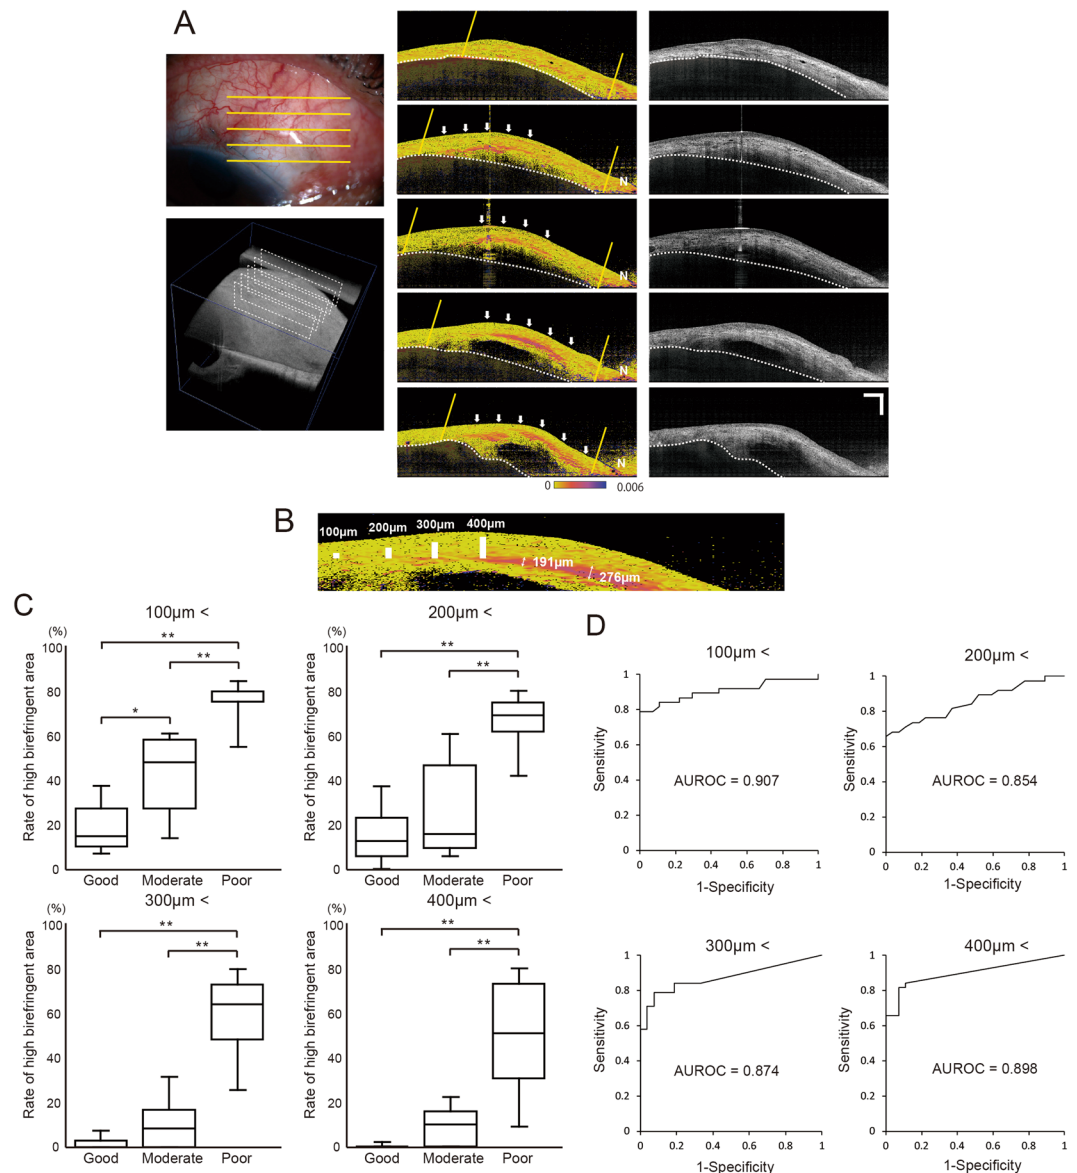 A
N
N
N
N
0 0.006
B
100μm 200μm 300μm 400μm
191μm
276μm
C
100μm <
(%)
Rate of high birefringent area
100
80
60
40
20
0
**
**
*
Good Moderate Poor
200μm <
(%)
Rate of high birefringent area
100
80
60
40
20
0
**
**
Good Moderate Poor
300μm <
(%)
Rate of high birefringent area
100
80
60
40
20
0
**
**
Good Moderate Poor
400μm <
(%)
Rate of high birefringent area
100
80
60
40
20
0
**
**
Good Moderate Poor
D
100μm <
Sensitivity
1
0.8
0.6
0.4
0.2
0
AUROC = 0.907
0.2 0.4 0.6 0.8 1
1-Specificity
200μm <
Sensitivity
1
0.8
0.6
0.4
0.2
0
AUROC = 0.854
0 0.2 0.4 0.6 0.8 1
1-Specificity
300μm <
Sensitivity
1
0.8
0.6
0.4
0.2
0
AUROC = 0.874
0 0.2 0.4 0.6 0.8 1
1-Specificity
400μm <
Sensitivity
1
0.8
0.6
0.4
0.2
0
AUROC = 0.898
0 0.2 0.4 0.6 0.8 1
1-Specificity